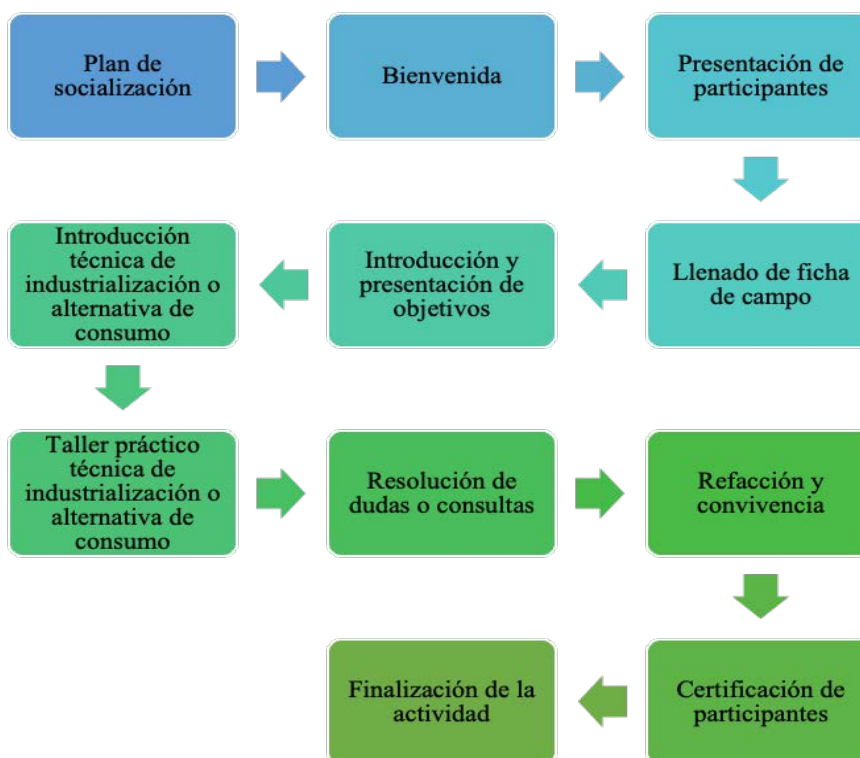 Plan de
socialización
Bienvenida
Presentación de
participantes
Llenado de ficha
de campo
Introducción y
presentación de
objetivos
Introducción
técnica de
industrialización o
alternativa de
consumo
Taller práctico
técnica de
industrialización o
alternativa de
consumo
Resolución de
dudas o consultas
Refacción y
convivencia
Certificación de
participantes
Finalización de la
actividad